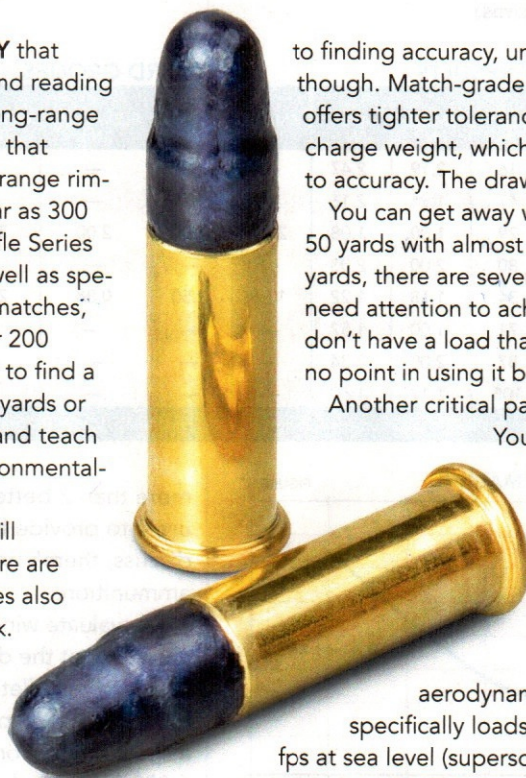 Y that
nd reading
ng-range
that
range rim-
ar as 300
fle Series
well as spe-
matches,
r 200
to find a
yards or
and teach
onmental-
ill
re are
es also
k.
to finding accuracy, un
though. Match-grade
offers tighter toleranc
charge weight, which
to accuracy. The draw
You can get away w
50 yards with almost
yards, there are seve
need attention to ach
don't have a load tha
no point in using it b
Another critical pa
You
aerodynam
specifically loads
fps at sea level (superso